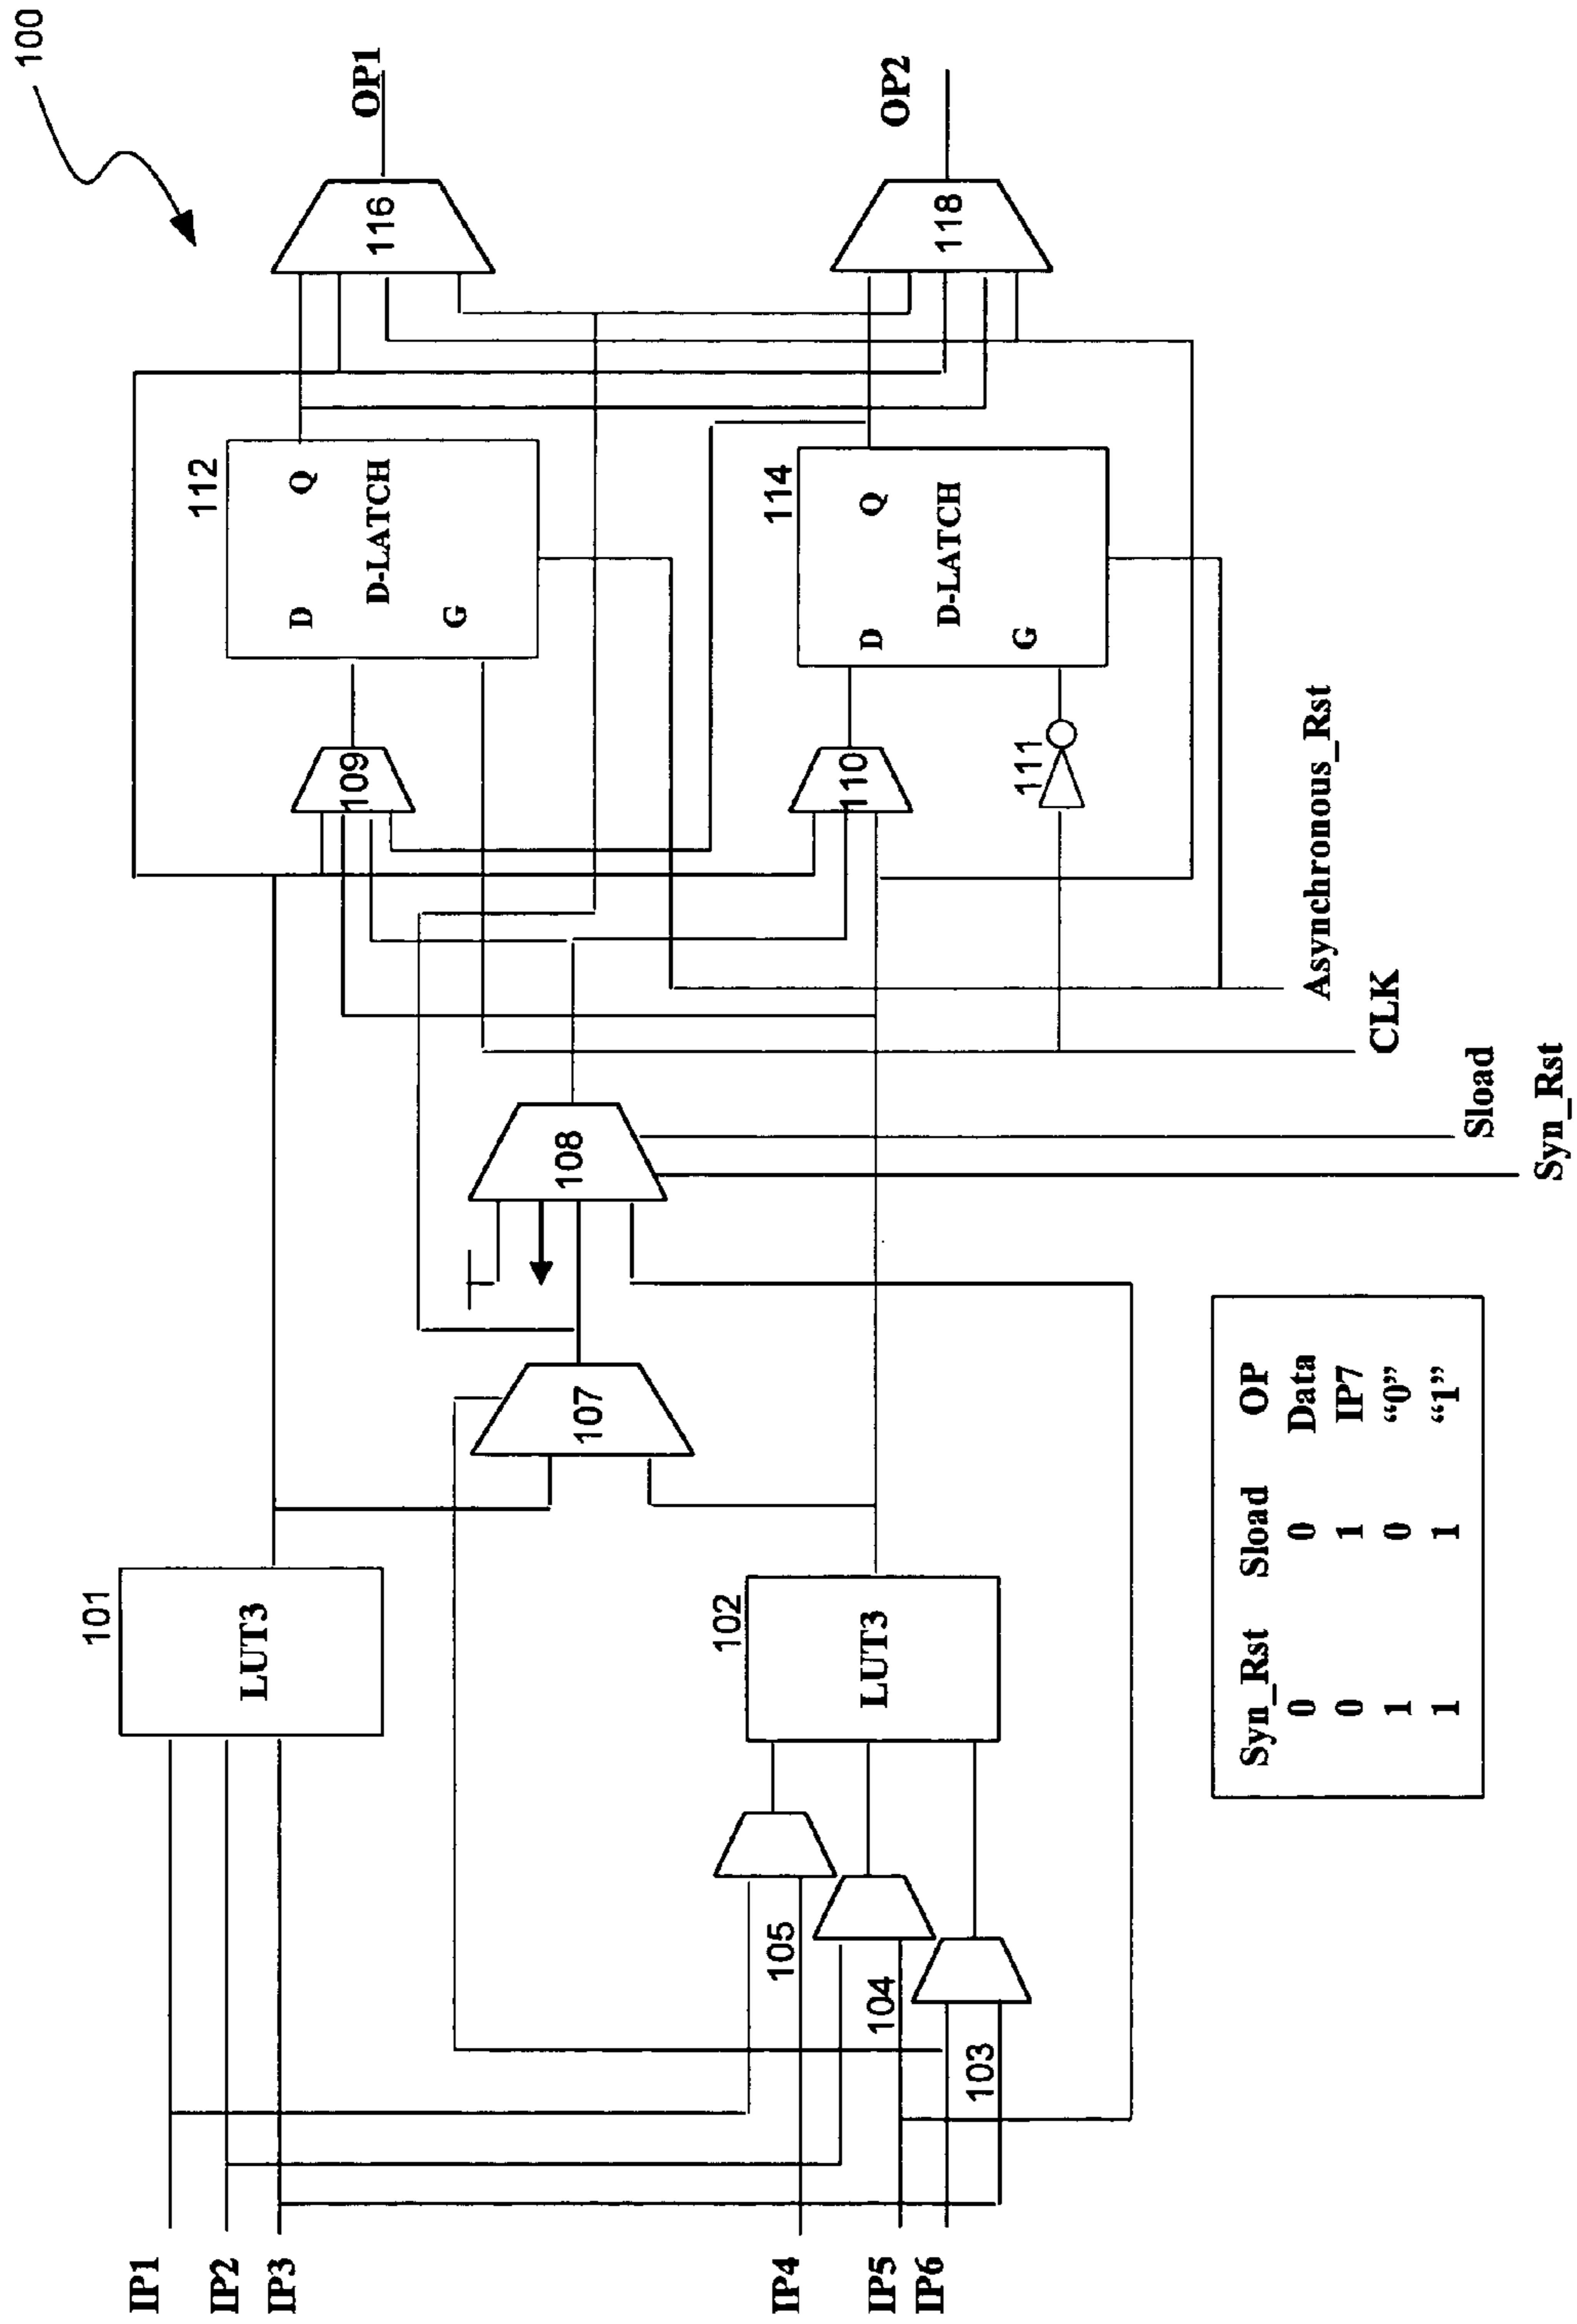 100
IP1
IP2
IP3
IP4
IP5
IP6
101
LUT3
102
LUT3
105
104
103
107
108
109
110
111
112
D Q
D-LATCH
G
114
D Q
D-LATCH
G
116
OP1
118
OP2
Asynchronous_Rst
CLK
Sload
Syn_Rst
Syn_Rst Sload OP
0 0 Data
0 1 IP7
1 0 “0”
1 1 “1”